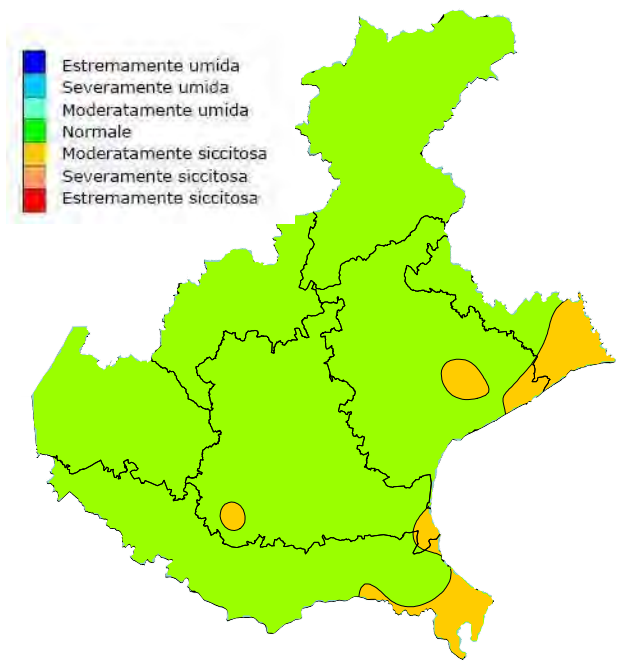 Estremamente umida
Severamente umida
Moderatamente umida
Normale
Moderatamente siccitosa
Severamente siccitosa
Estremamente siccitosa